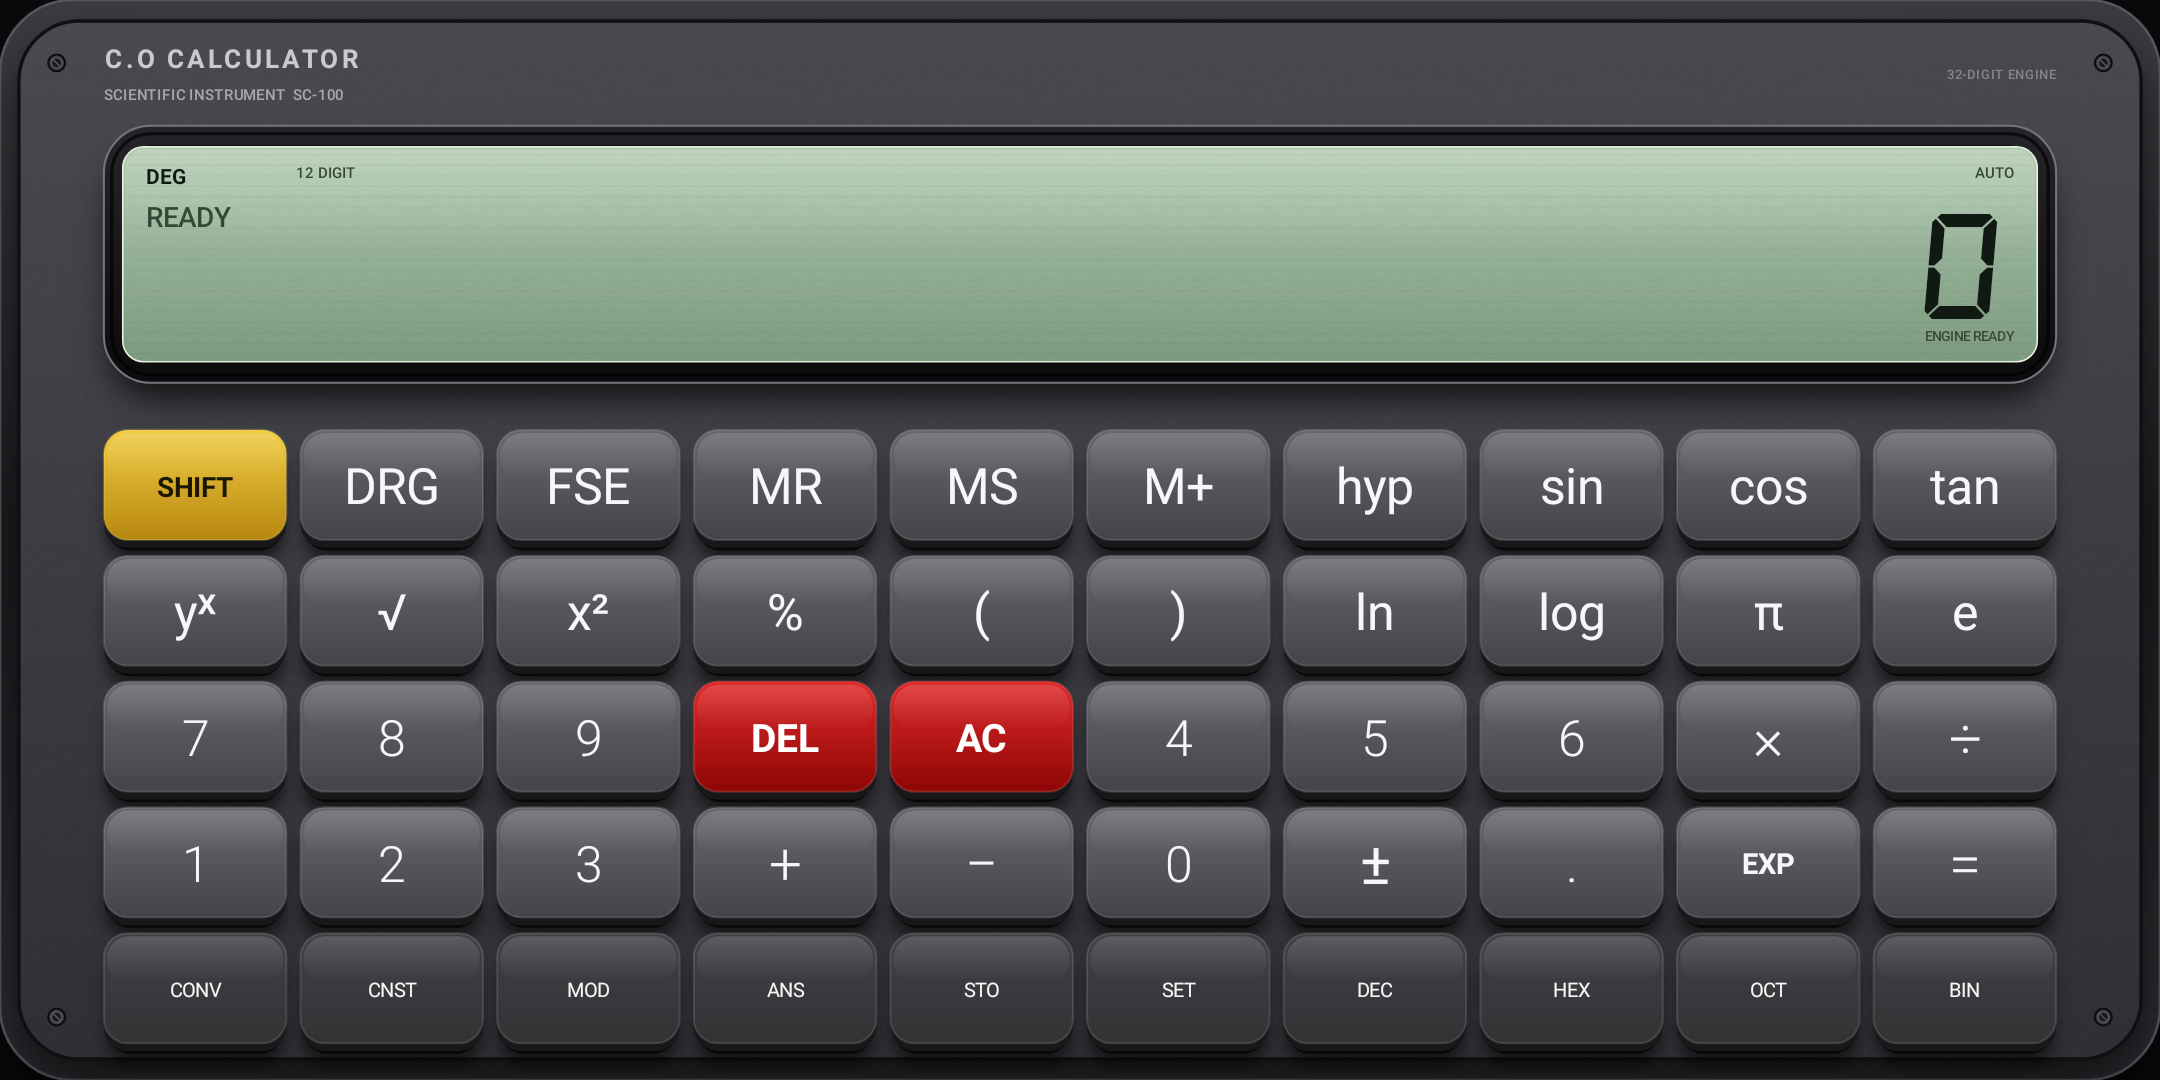 C.O CALCULATOR
SCIENTIFIC INSTRUMENT SC-100
32-DIGIT ENGINE
DEG 12 DIGIT AUTO
READY
0
ENGINE READY
SHIFT DRG FSE MR MS M+ hyp sin cos tan
yˣ √ x² % ( ) ln log π e
7 8 9 DEL AC 4 5 6 × ÷
1 2 3 + − 0 ± . EXP =
CONV CNST MOD ANS STO SET DEC HEX OCT BIN